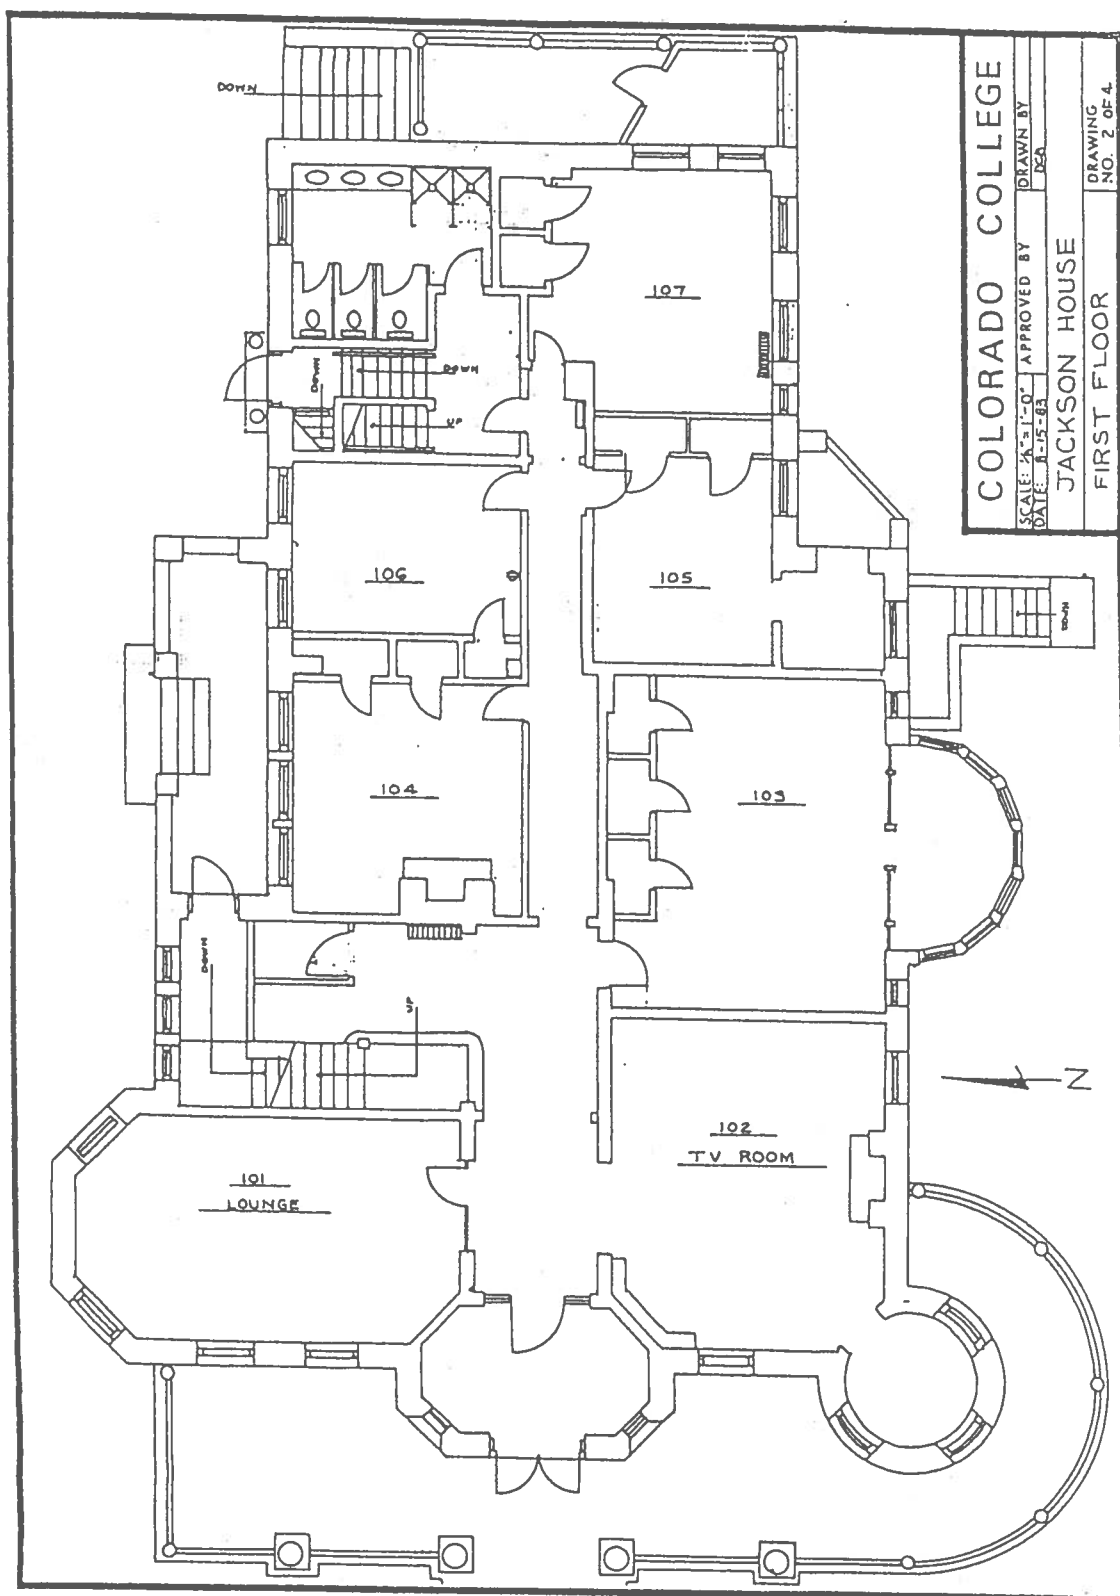 COLORADO COLLEGE
SCALE: ⅛"=1'-0" APPROVED BY DRAWN BY
DATE: 8-15-83 DCD
JACKSON HOUSE
FIRST FLOOR
DRAWING
NO. 2 OF 4
DOWN
107
DOWN
DOWN
UP
106
105
DOWN
104
103
DOWN
UP
N
102
TV ROOM
101
LOUNGE